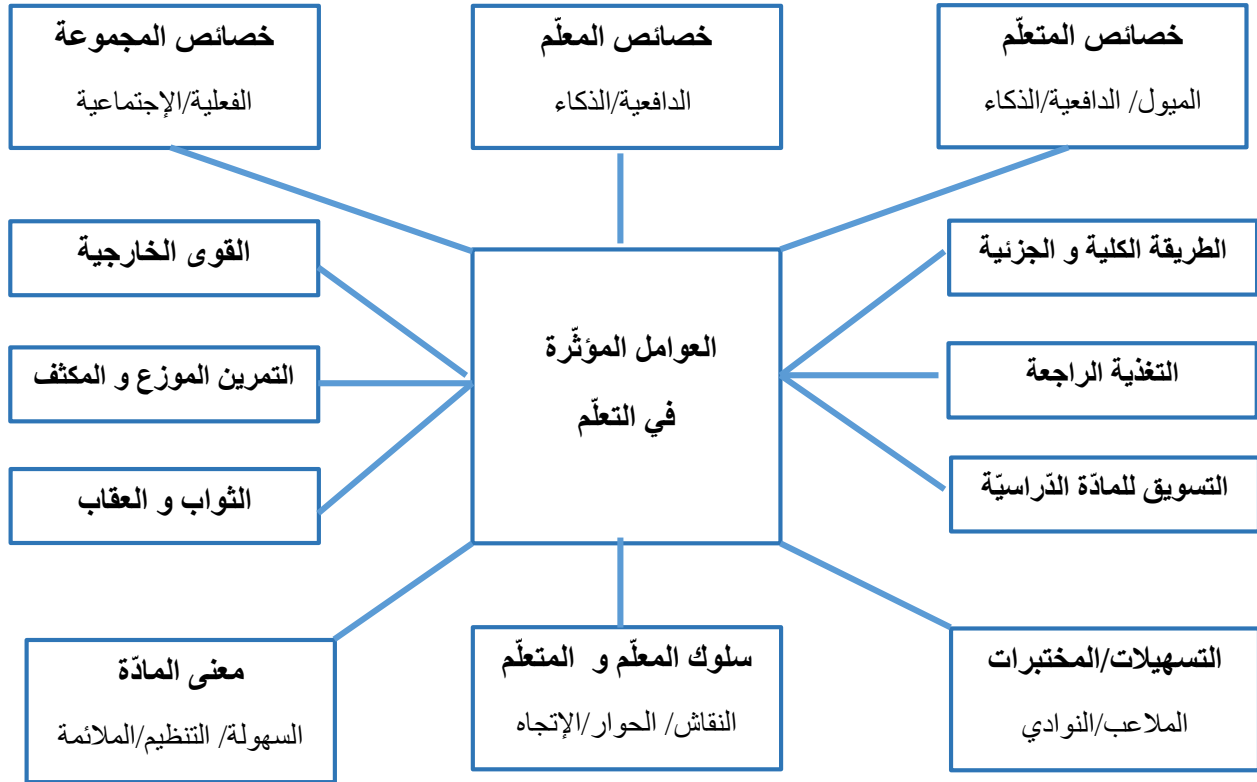 خصائص المتعلّم
الميول/ الدافعية/الذكاء
خصائص المعلّم
الدافعية/الذكاء
خصائص المجموعة
الفعلية/الإجتماعية
الطريقة الكلية و الجزئية
التغذية الراجعة
التسويق للمادّة الدّراسيّة
العوامل المؤثّرة
في التعلّم
القوى الخارجية
التمرين الموزع و المكثف
الثواب و العقاب
التسهيلات/المختبرات
الملاعب/النوادي
سلوك المعلّم و المتعلّم
النقاش/ الحوار/الإتجاه
معنى المادّة
السهولة/ التنظيم/الملائمة